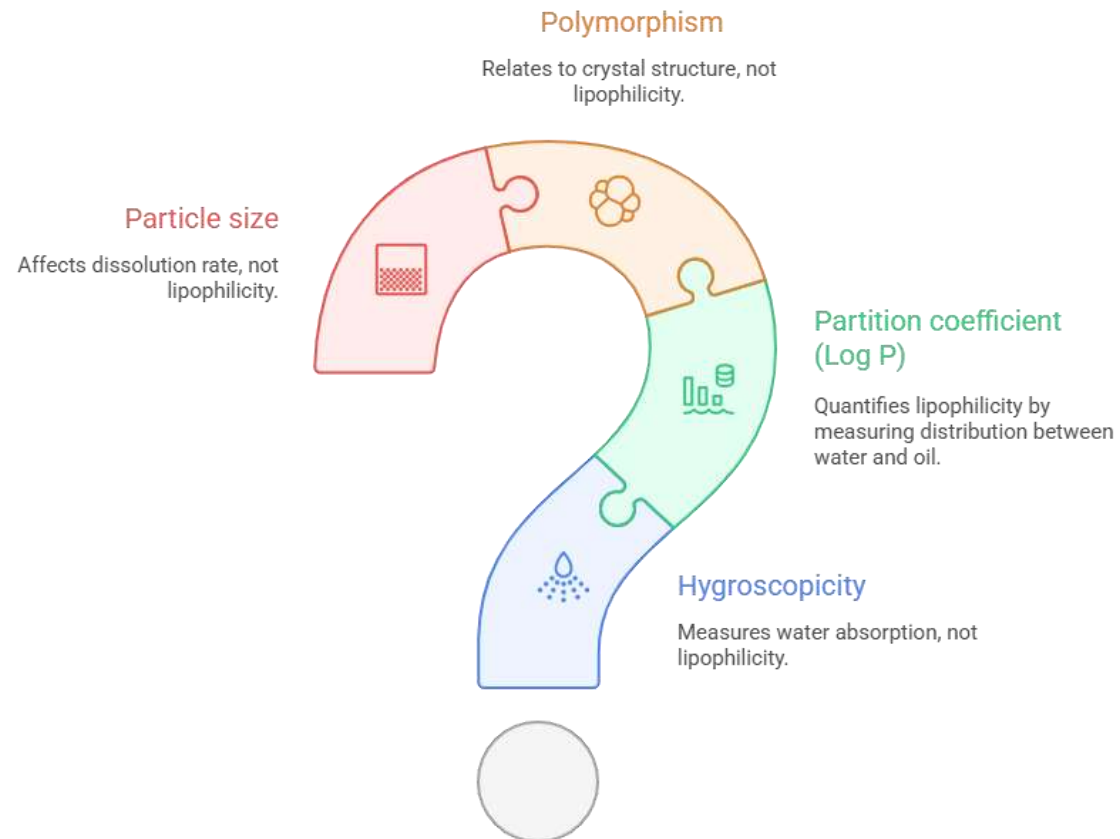 Polymorphism
Relates to crystal structure, not
lipophilicity.
Particle size
Affects dissolution rate, not
lipophilicity.
Partition coefficient
(Log P)
Quantifies lipophilicity by
measuring distribution between
water and oil.
Hygroscopicity
Measures water absorption, not
lipophilicity.